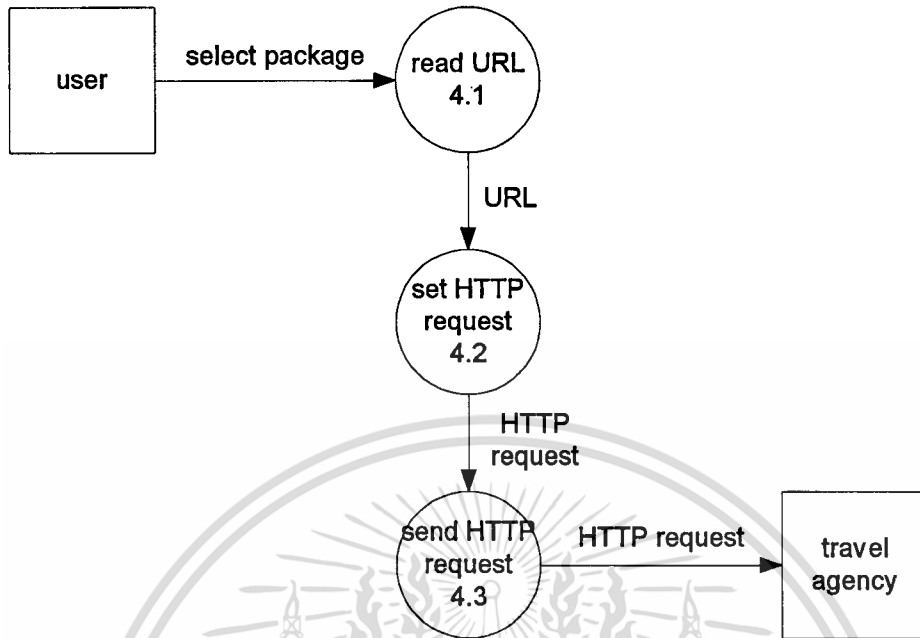 user
select package
read URL
4.1
URL
set HTTP
request
4.2
HTTP
request
send HTTP
request
4.3
HTTP request
travel
agency